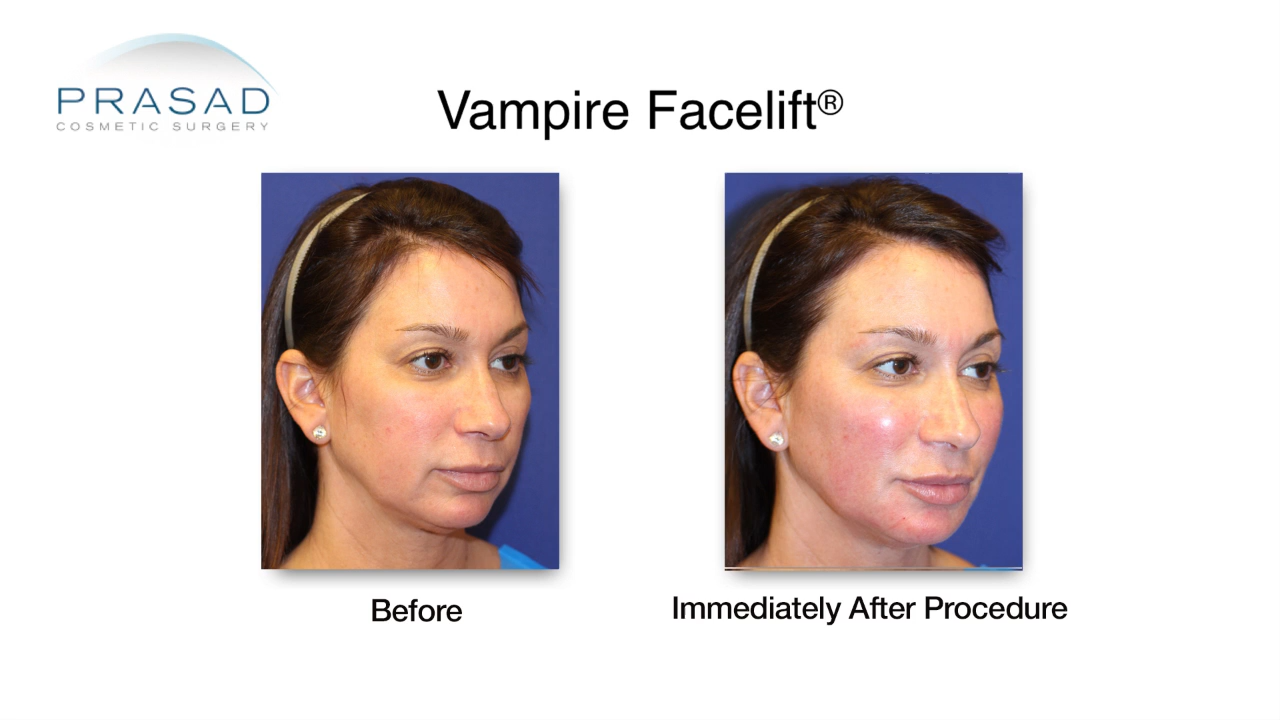 PRASAD
COSMETIC SURGERY
Vampire Facelift®
Before
Immediately After Procedure